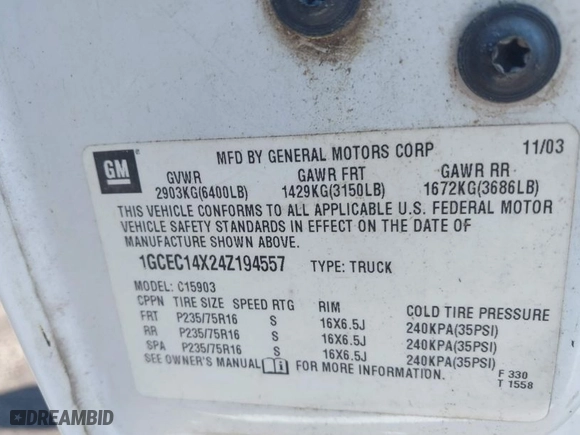 MFD BY GENERAL MOTORS CORP 11/03
GM
GVWR GAWR FRT GAWR RR
2903KG(6400LB) 1429KG(3150LB) 1672KG(3686LB)
THIS VEHICLE CONFORMS TO ALL APPLICABLE U.S. FEDERAL MOTOR
VEHICLE SAFETY STANDARDS IN EFFECT ON THE DATE OF
MANUFACTURE SHOWN ABOVE.
1GCEC14X24Z194557 TYPE: TRUCK
MODEL: C15903
CPPN TIRE SIZE SPEED RTG RIM COLD TIRE PRESSURE
FRT P235/75R16 S 16X6.5J 240KPA(35PSI)
RR P235/75R16 S 16X6.5J 240KPA(35PSI)
SPA P235/75R16 S 16X6.5J 240KPA(35PSI)
SEE OWNER'S MANUAL FOR MORE INFORMATION.
F 330
T 1558
DREAMBID